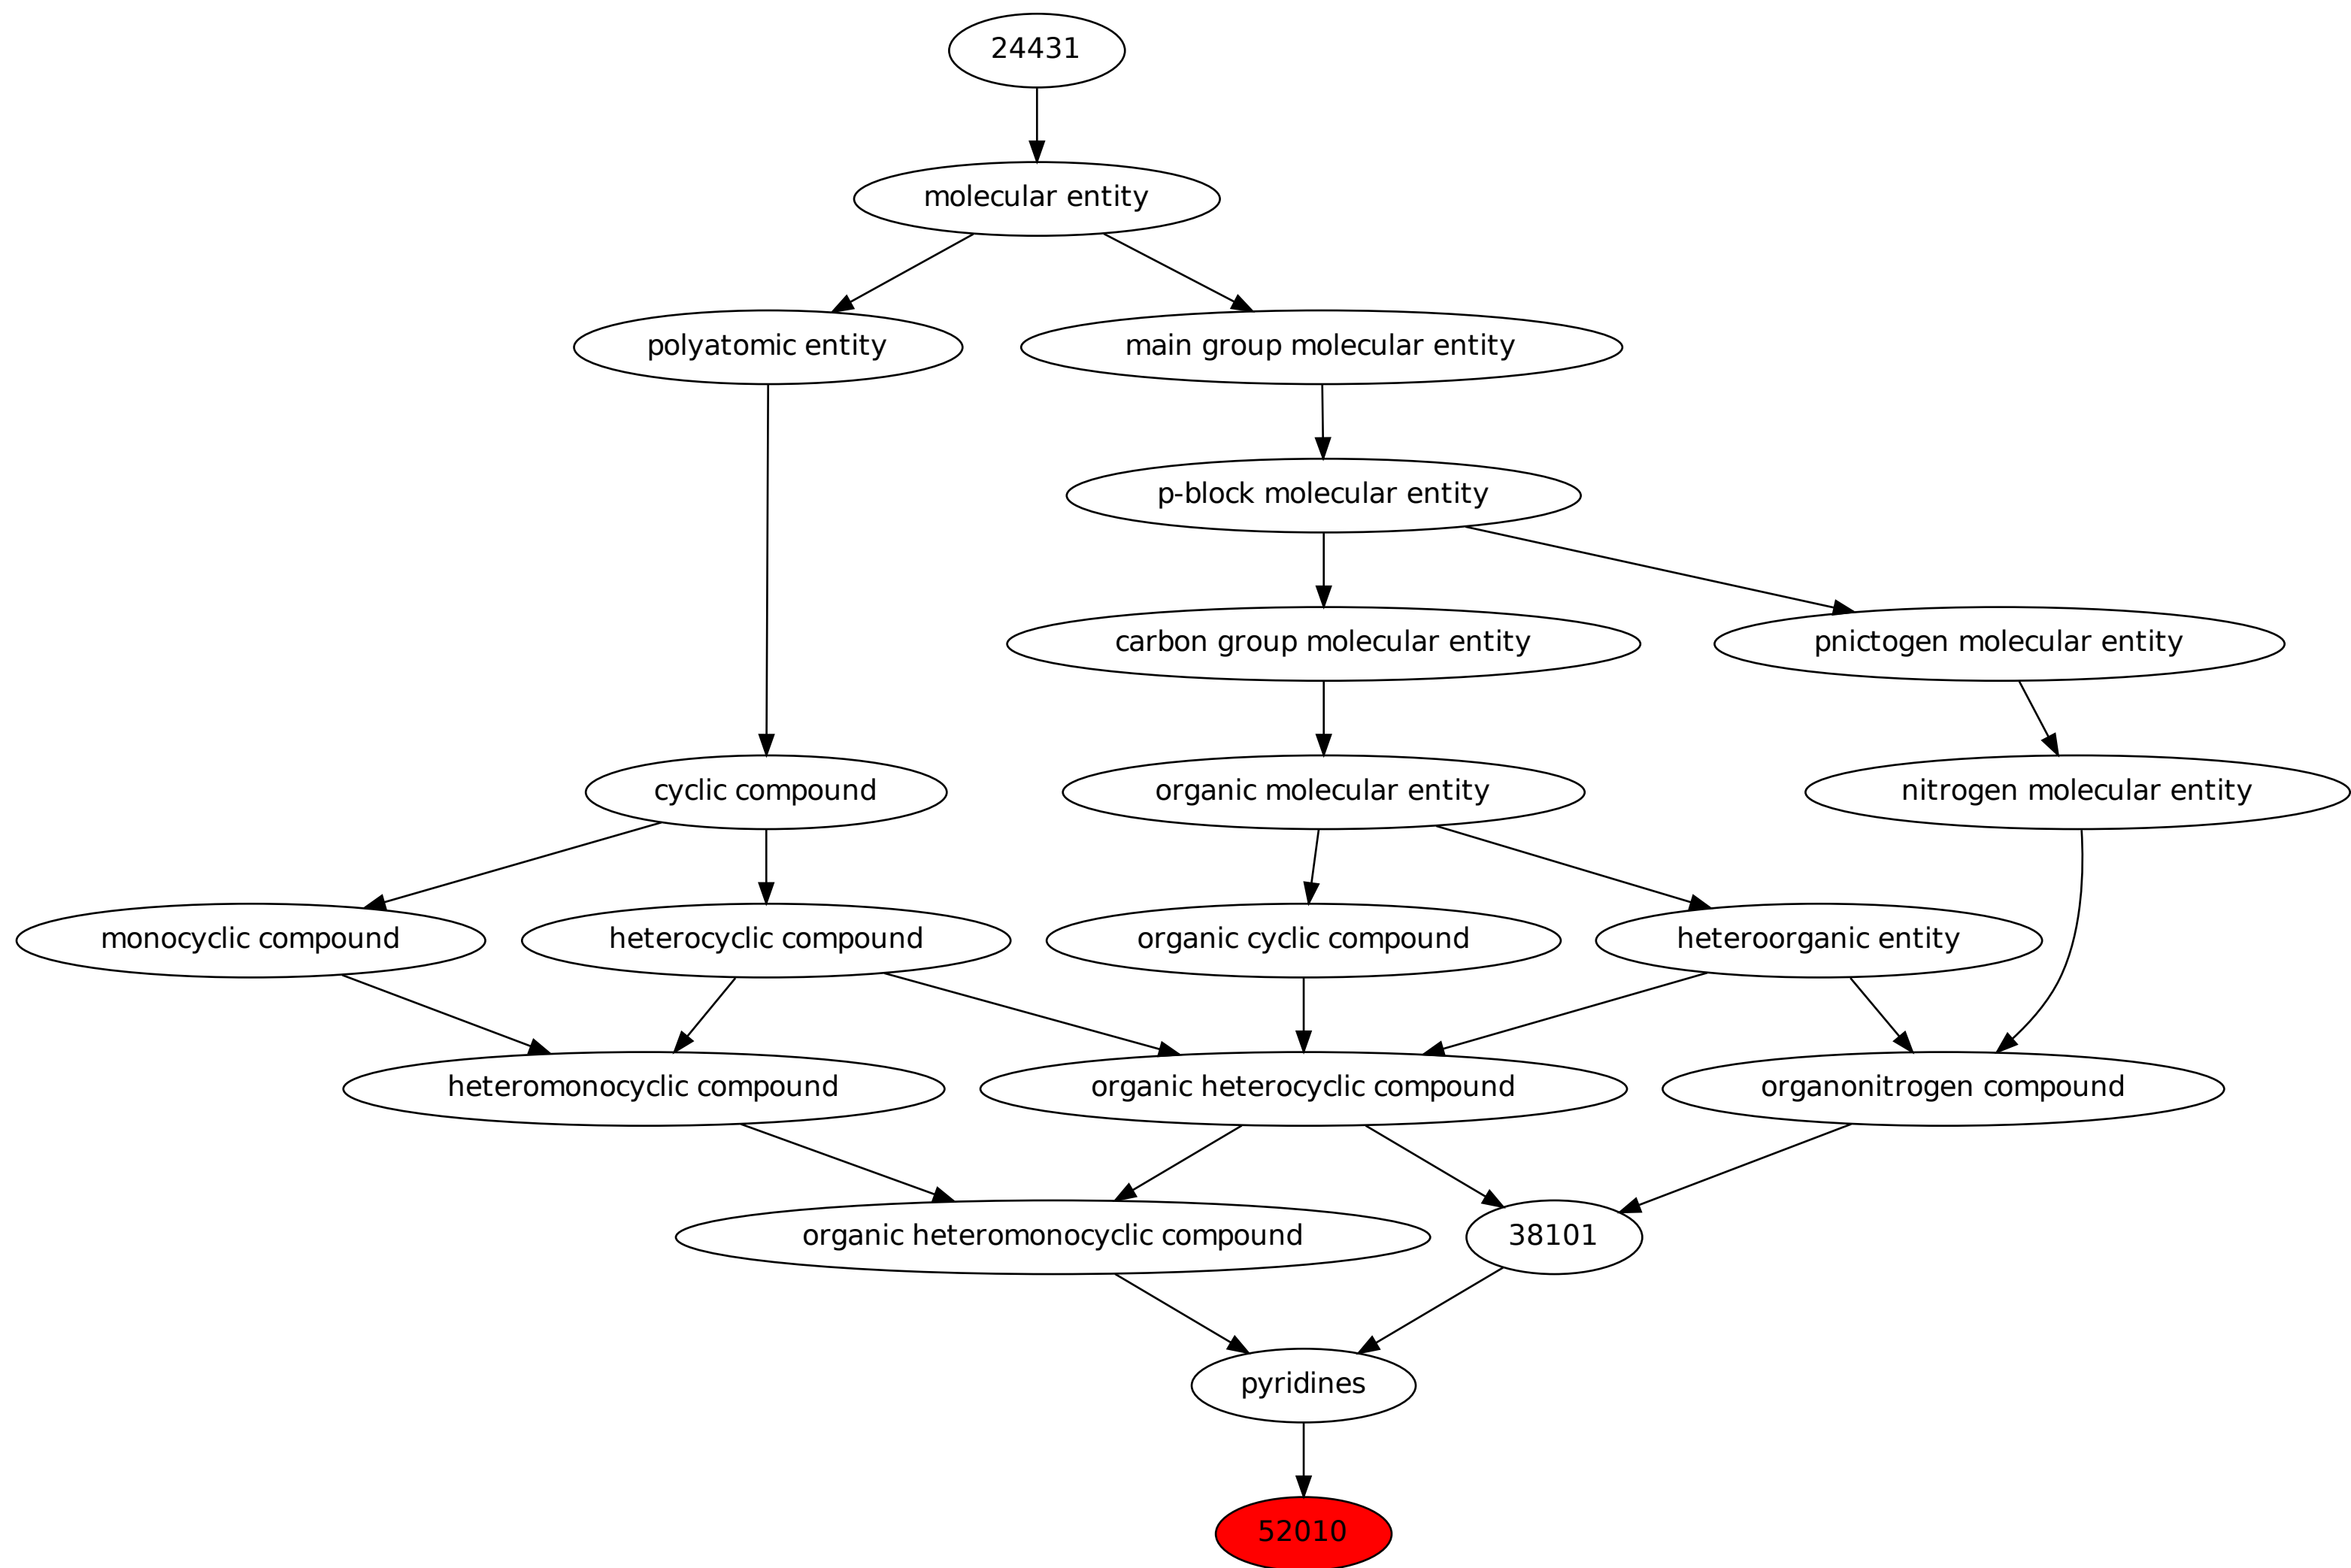 24431
molecular entity
polyatomic entity
main group molecular entity
p-block molecular entity
carbon group molecular entity
pnictogen molecular entity
cyclic compound
organic molecular entity
nitrogen molecular entity
monocyclic compound
heterocyclic compound
organic cyclic compound
heteroorganic entity
heteromonocyclic compound
organic heterocyclic compound
organonitrogen compound
organic heteromonocyclic compound
38101
pyridines
52010